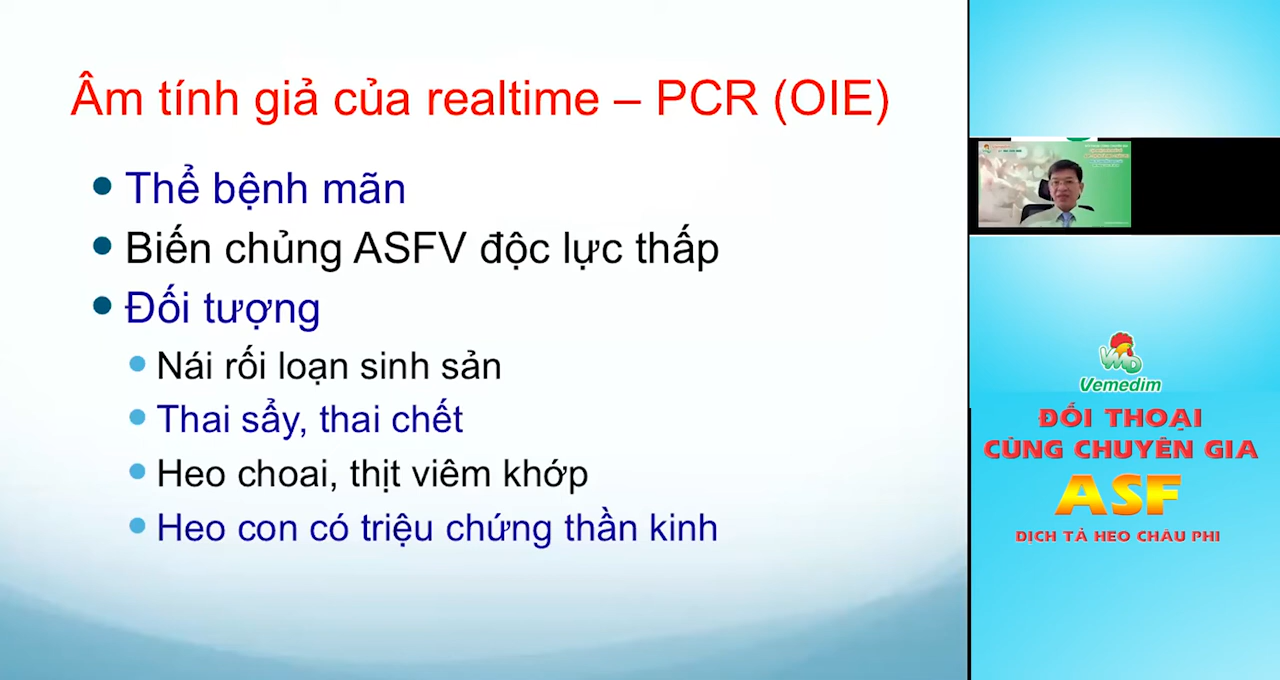 Âm tính giả của realtime – PCR (OIE)
Thể bệnh mãn
Biến chủng ASFV độc lực thấp
Đối tượng
Nái rối loạn sinh sản
Thai sẩy, thai chết
Heo choai, thịt viêm khớp
Heo con có triệu chứng thần kinh
VMD
Vemedim
ĐỐI THOẠI
CÙNG CHUYÊN GIA
ASF
DỊCH TẢ HEO CHÂU PHI